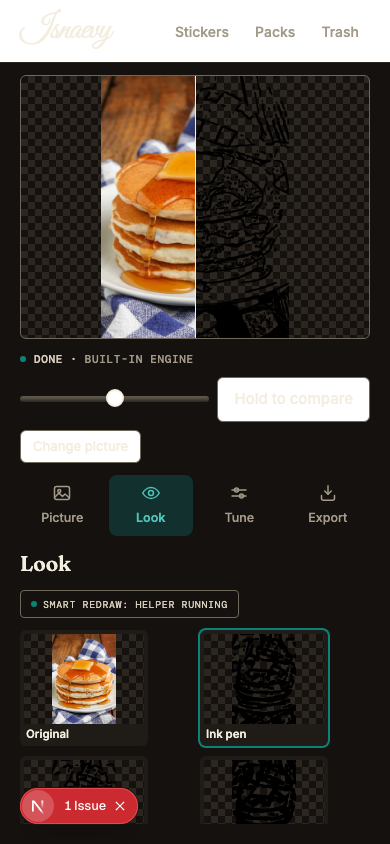 Jsnaevy
Stickers Packs Trash
DONE · BUILT-IN ENGINE
Hold to compare
Change picture
Picture Look Tune Export
Look
SMART REDRAW: HELPER RUNNING
Original Ink pen
N 1 Issue